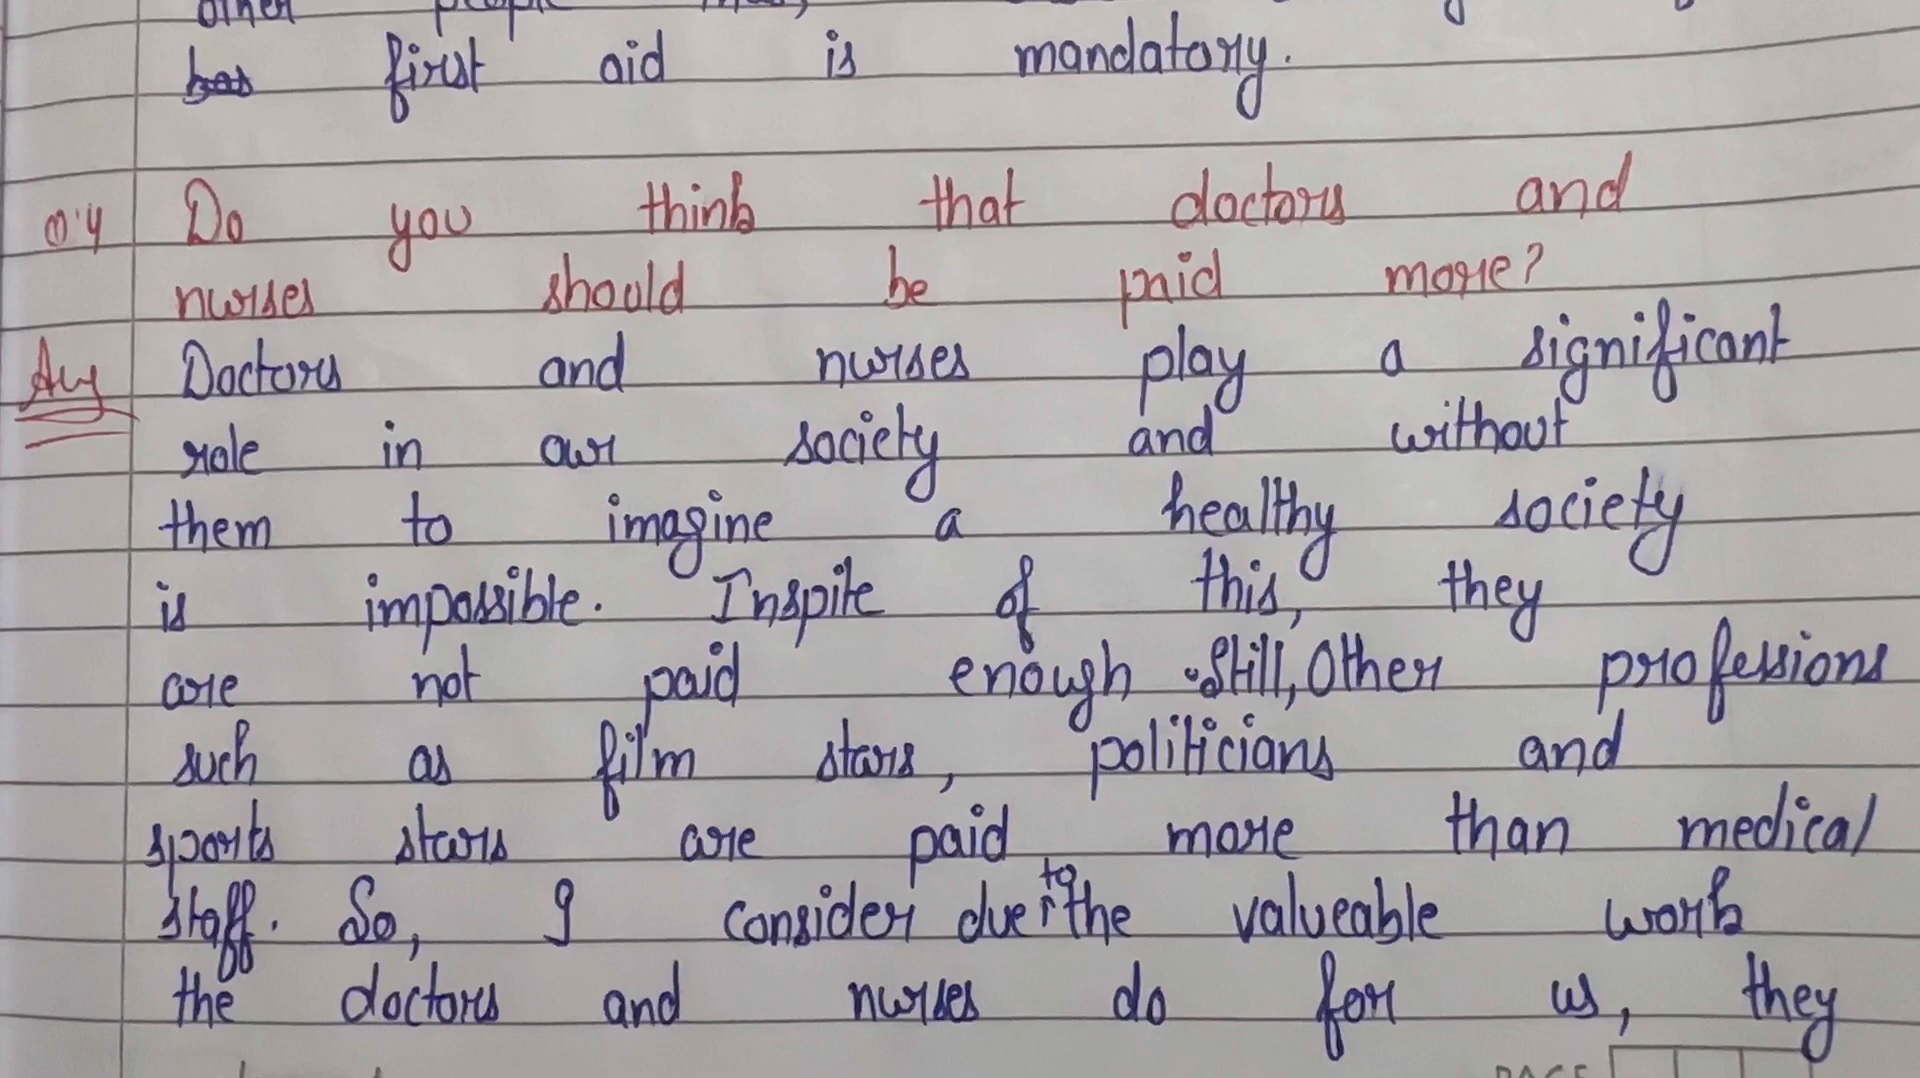 other people
first aid is mandatory.
Q.4 Do you think that doctors and
nurses should be paid more?
Ans Doctors and nurses play a significant
role in our society and without
them to imagine a healthy society
is impossible. Inspite of this, they
are not paid enough. Still, Other professions
such as film stars, politicians and
sports stars are paid more than medical
staff. So, I consider due to the valueable work
the doctors and nurses do for us, they
PAGE